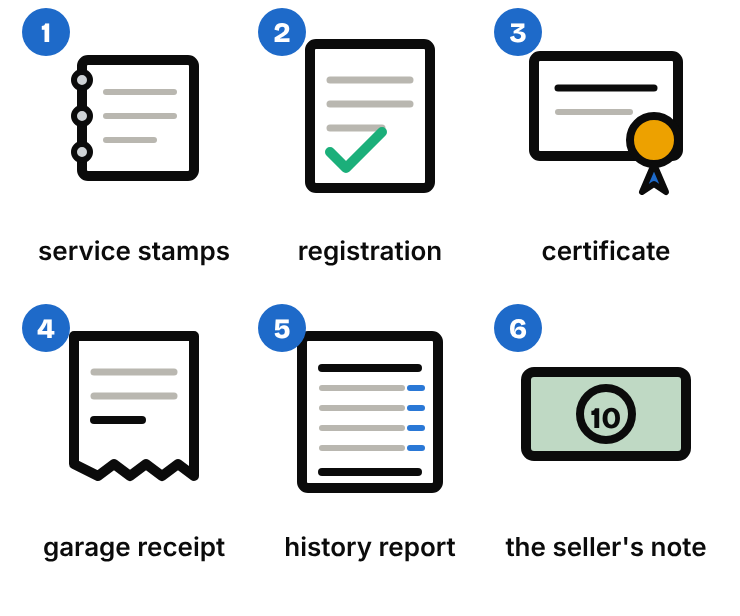 1
service stamps
2
registration
3
certificate
4
garage receipt
5
history report
6
10
the seller's note